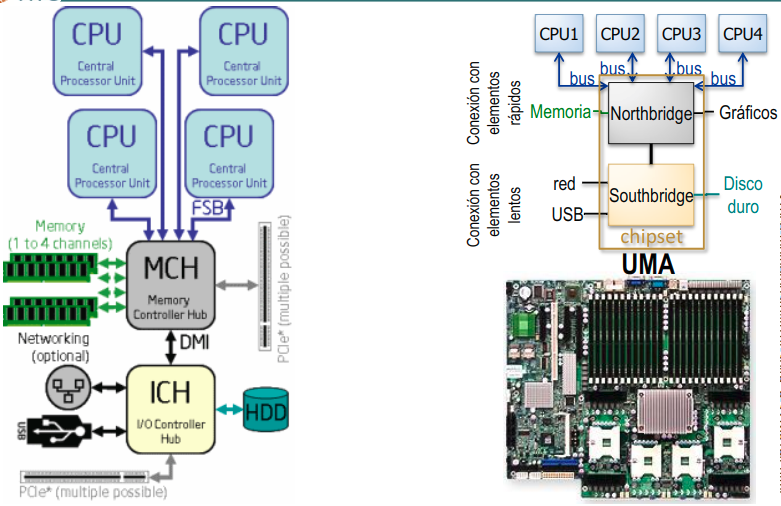 CPU
Central
Processor Unit
CPU
Central
Processor Unit
CPU
Central
Processor Unit
CPU
Central
Processor Unit
FSB
Memory
(1 to 4 channels)
MCH
Memory
Controller Hub
PCIe* (multiple possible)
DMI
Networking
(optional)
USB
ICH
I/O Controller
Hub
HDD
PCIe* (multiple possible)
CPU1
CPU2
CPU3
CPU4
bus
bus
bus
bus
Conexión con
elementos
rápidos
Memoria
Northbridge
Gráficos
Conexión con
elementos
lentos
red
USB
Southbridge
Disco
duro
chipset
UMA